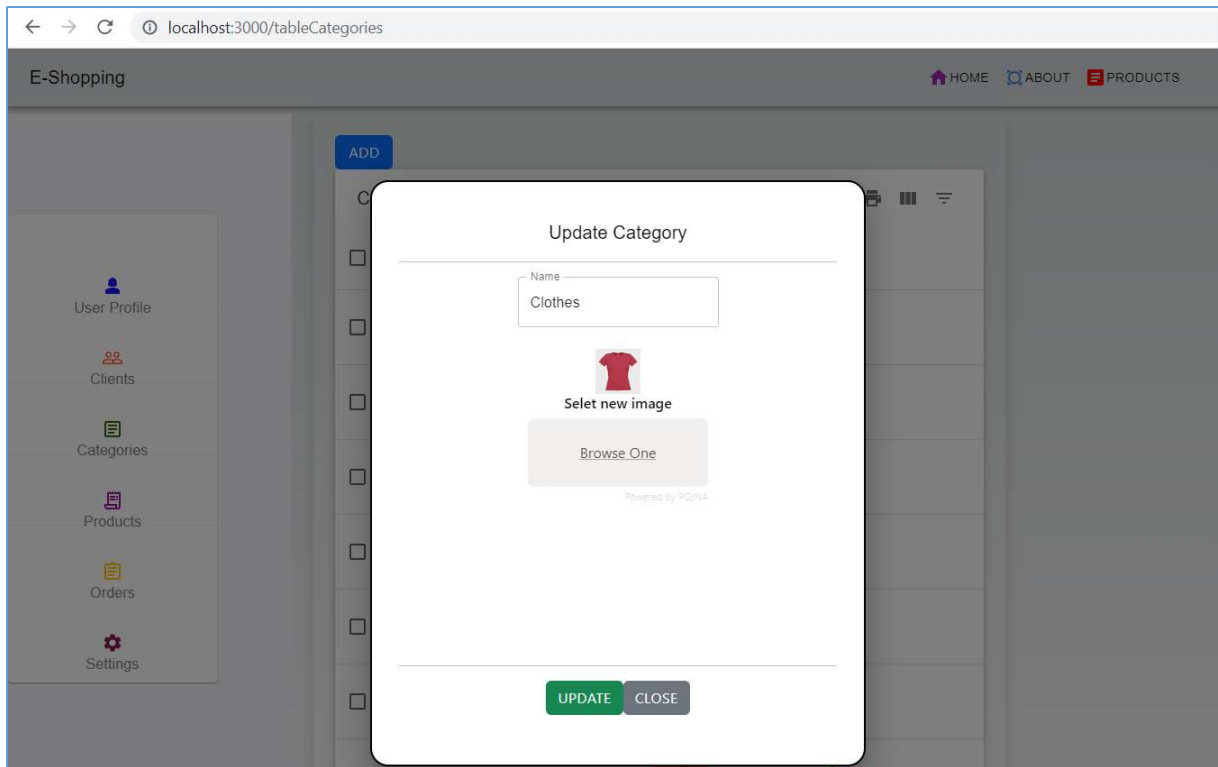 localhost:3000/tableCategories
E-Shopping
HOME ABOUT PRODUCTS
ADD
C
Update Category
Name
Clothes
User Profile
Clients
Selet new image
Categories
Browse One
Powered by PQINA
Products
Orders
Settings
UPDATE CLOSE